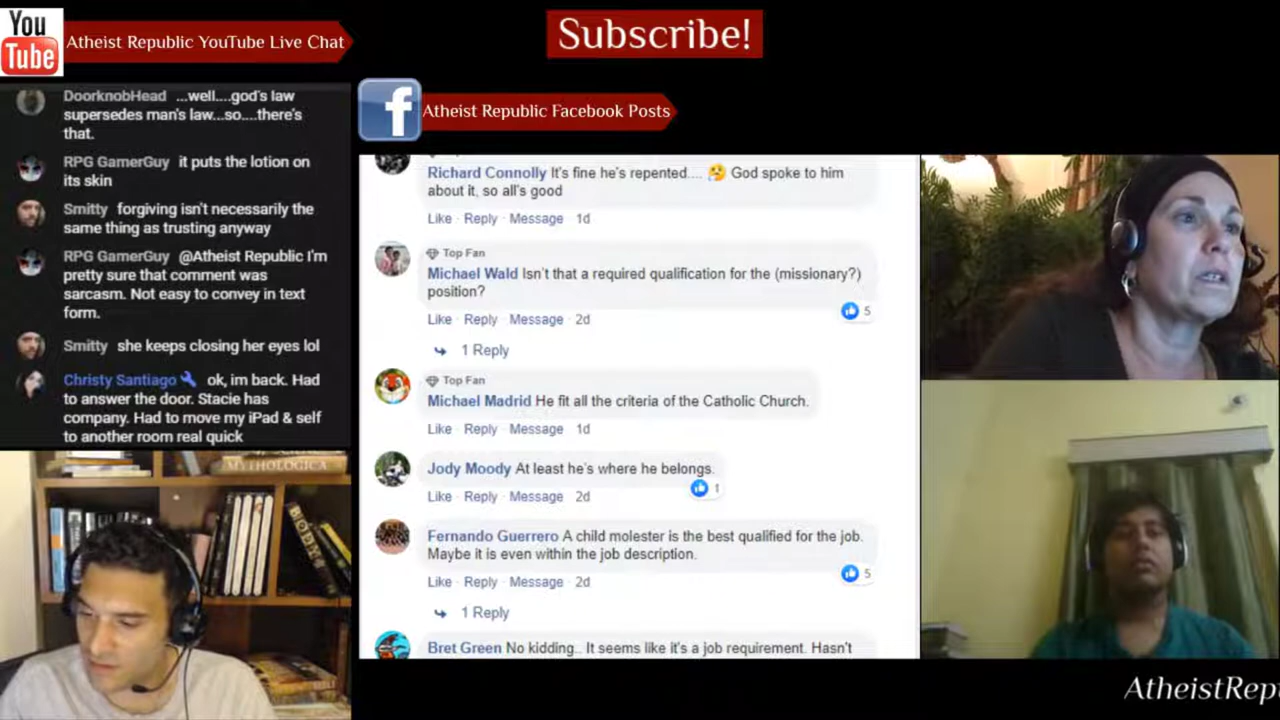 You
Tube
Atheist Republic YouTube Live Chat
Subscribe!
DoorknobHead ...well....god's law
supersedes man's law...so....there's
that.
RPG GamerGuy it puts the lotion on
its skin
Smitty forgiving isn't necessarily the
same thing as trusting anyway
RPG GamerGuy @Atheist Republic I'm
pretty sure that comment was
sarcasm. Not easy to convey in text
form.
Smitty she keeps closing her eyes lol
Christy Santiago ok, im back. Had
to answer the door. Stacie has
company. Had to move my iPad & self
to another room real quick
f
Atheist Republic Facebook Posts
Richard Connolly It's fine he's repented.... God spoke to him
about it, so all's good
Like · Reply · Message 1d
Top Fan
Michael Wald Isn't that a required qualification for the (missionary?)
position?
5
Like · Reply · Message 2d
1 Reply
Top Fan
Michael Madrid He fit all the criteria of the Catholic Church.
Like · Reply · Message 1d
Jody Moody At least he's where he belongs.
1
Like · Reply · Message 2d
Fernando Guerrero A child molester is the best qualified for the job.
Maybe it is even within the job description.
5
Like · Reply · Message 2d
1 Reply
Bret Green No kidding.. It seems like it's a job requirement. Hasn't
MYTHOLOGICA
AtheistRep